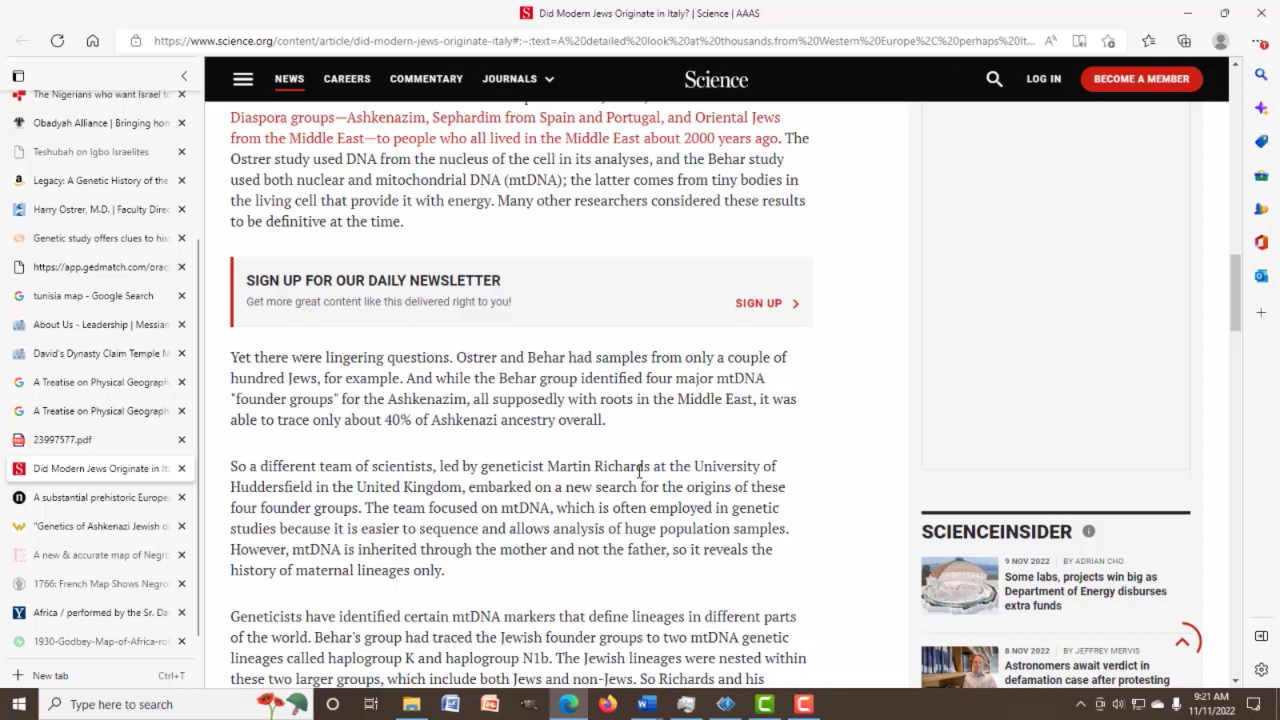 Did Modern Jews Originate in Italy? | Science | AAAS
https://www.science.org/content/article/did-modern-jews-originate-italy#:~:text=A%20detailed%20look%20at%20thousands,from%20Western%20Europe%2C%20perhaps%20It...
The Nigerians who want Israel to
Obadyah Alliance | Bringing hom
Teshubah on Igbo Israelites
Legacy: A Genetic History of the
Harry Ostrer, M.D. | Faculty Direc
Genetic study offers clues to his
https://app.gedmatch.com/orac
tunisia map - Google Search
About Us - Leadership | Messian
David's Dynasty Claim Temple M
A Treatise on Physical Geograph
A Treatise on Physical Geograph
23997577.pdf
Did Modern Jews Originate in It
A substantial prehistoric Europe
"Genetics of Ashkenazi Jewish o
A new & accurate map of Negro
1766: French Map Shows Negro
Africa / performed by the Sr. Da
1930-Godbey-Map-of-Africa-ro
New tab
Ctrl+T
NEWS
CAREERS
COMMENTARY
JOURNALS
Science
LOG IN
BECOME A MEMBER
Diaspora groups—Ashkenazim, Sephardim from Spain and Portugal, and Oriental Jews
from the Middle East—to people who all lived in the Middle East about 2000 years ago. The
Ostrer study used DNA from the nucleus of the cell in its analyses, and the Behar study
used both nuclear and mitochondrial DNA (mtDNA); the latter comes from tiny bodies in
the living cell that provide it with energy. Many other researchers considered these results
to be definitive at the time.
SIGN UP FOR OUR DAILY NEWSLETTER
Get more great content like this delivered right to you!
SIGN UP
Yet there were lingering questions. Ostrer and Behar had samples from only a couple of
hundred Jews, for example. And while the Behar group identified four major mtDNA
"founder groups" for the Ashkenazim, all supposedly with roots in the Middle East, it was
able to trace only about 40% of Ashkenazi ancestry overall.
So a different team of scientists, led by geneticist Martin Richards at the University of
Huddersfield in the United Kingdom, embarked on a new search for the origins of these
four founder groups. The team focused on mtDNA, which is often employed in genetic
studies because it is easier to sequence and allows analysis of huge population samples.
However, mtDNA is inherited through the mother and not the father, so it reveals the
history of maternal lineages only.
Geneticists have identified certain mtDNA markers that define lineages in different parts
of the world. Behar's group had traced the Jewish founder groups to two mtDNA genetic
lineages called haplogroup K and haplogroup N1b. The Jewish lineages were nested within
these two larger groups, which include both Jews and non-Jews. So Richards and his
SCIENCEINSIDER
9 NOV 2022 | BY ADRIAN CHO
Some labs, projects win big as
Department of Energy disburses
extra funds
8 NOV 2022 | BY JEFFREY MERVIS
Astronomers await verdict in
defamation case after protesting
Type here to search
9:21 AM
11/11/2022